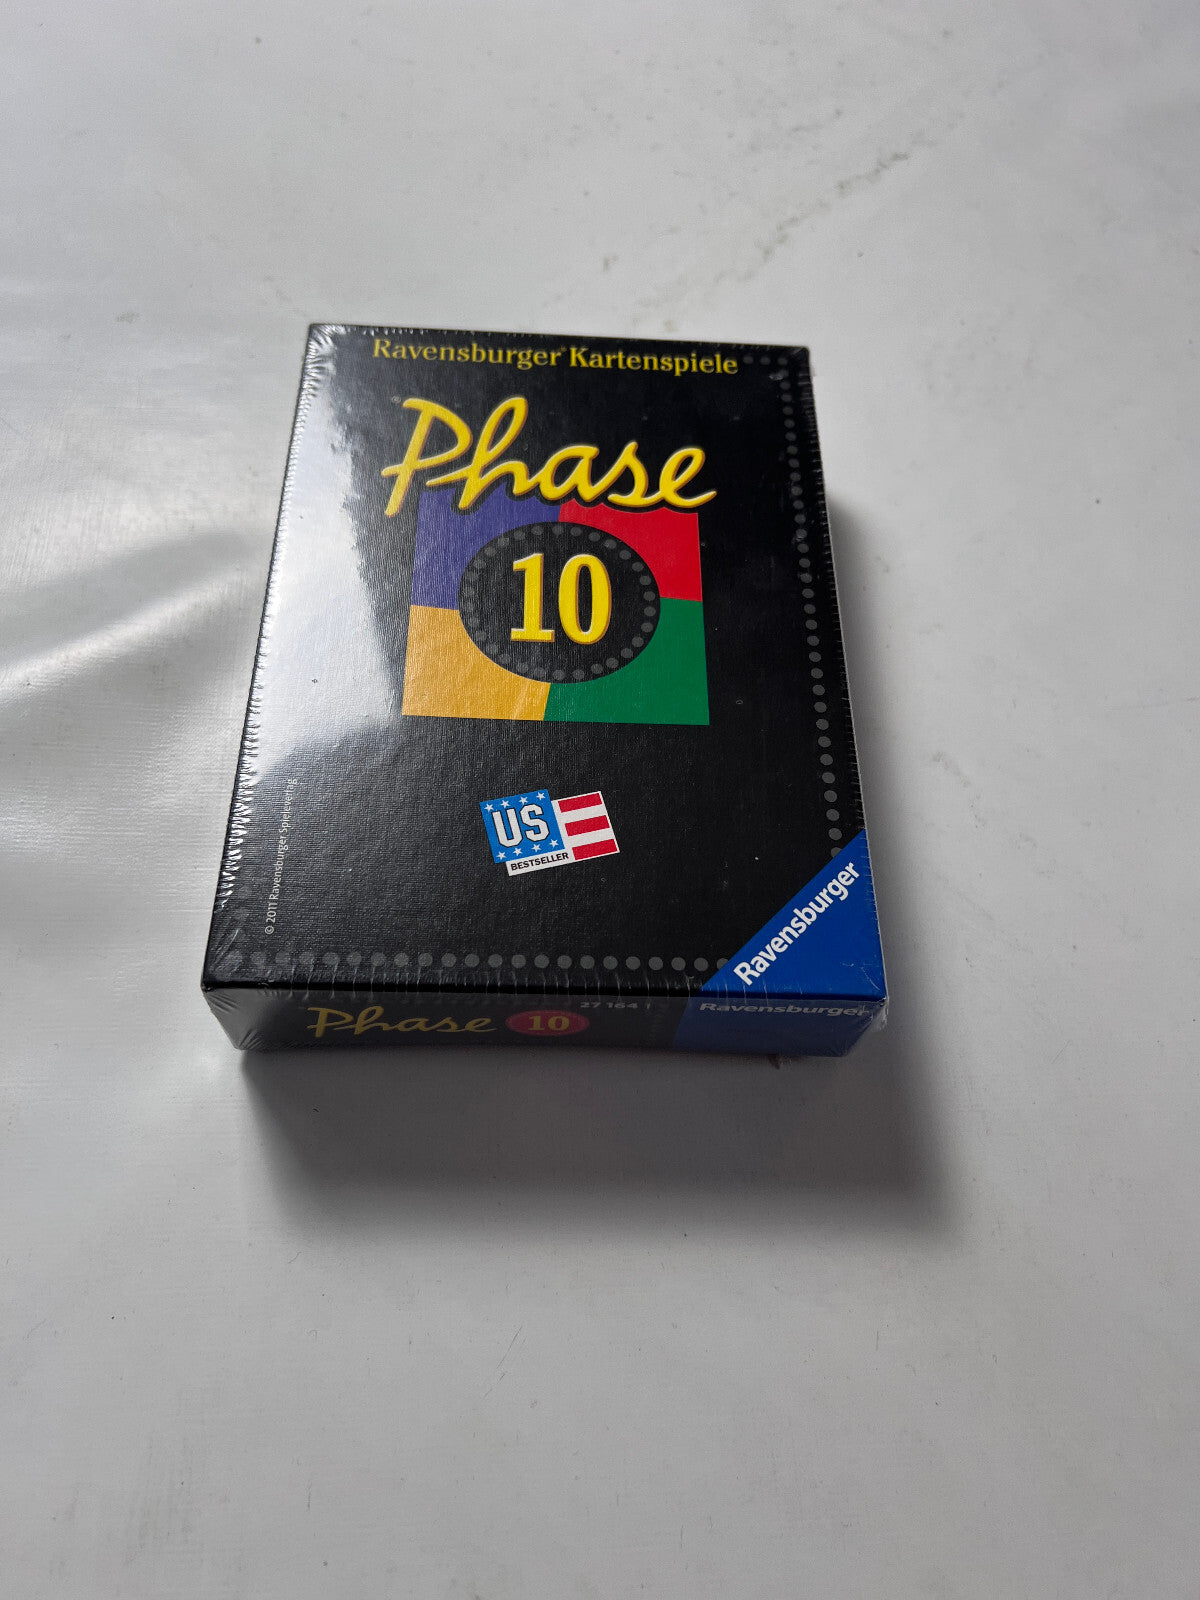 Ravensburger® Kartenspiele
Phase
10
US
BESTSELLER
© 2011 Ravensburger Spieleverlag
Ravensburger
Phase 10
27 164 1
Ravensburger